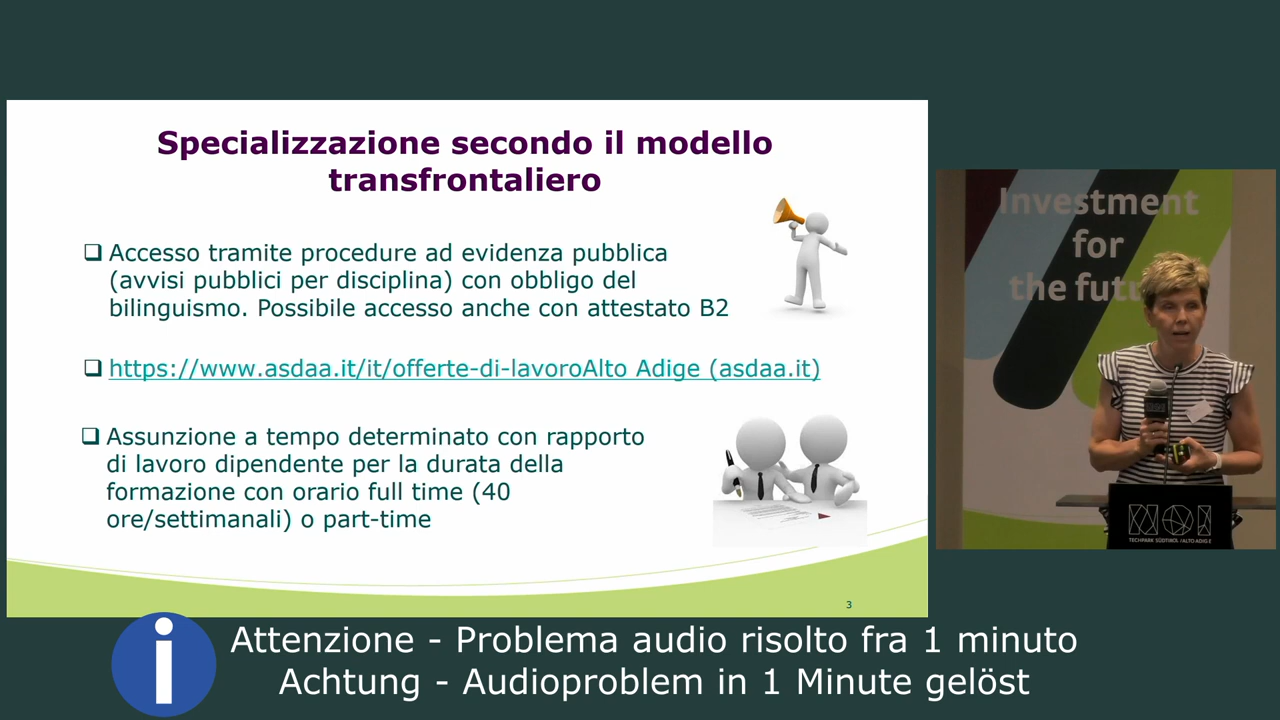 Specializzazione secondo il modello
transfrontaliero
Accesso tramite procedure ad evidenza pubblica
(avvisi pubblici per disciplina) con obbligo del
bilinguismo. Possibile accesso anche con attestato B2
https://www.asdaa.it/it/offerte-di-lavoroAlto Adige (asdaa.it)
Assunzione a tempo determinato con rapporto
di lavoro dipendente per la durata della
formazione con orario full time (40
ore/settimanali) o part-time
3
Investment
for
the futu
NOI
TECHPARK SÜDTIROL / ALTO ADIGE
Attenzione - Problema audio risolto fra 1 minuto
Achtung - Audioproblem in 1 Minute gelöst